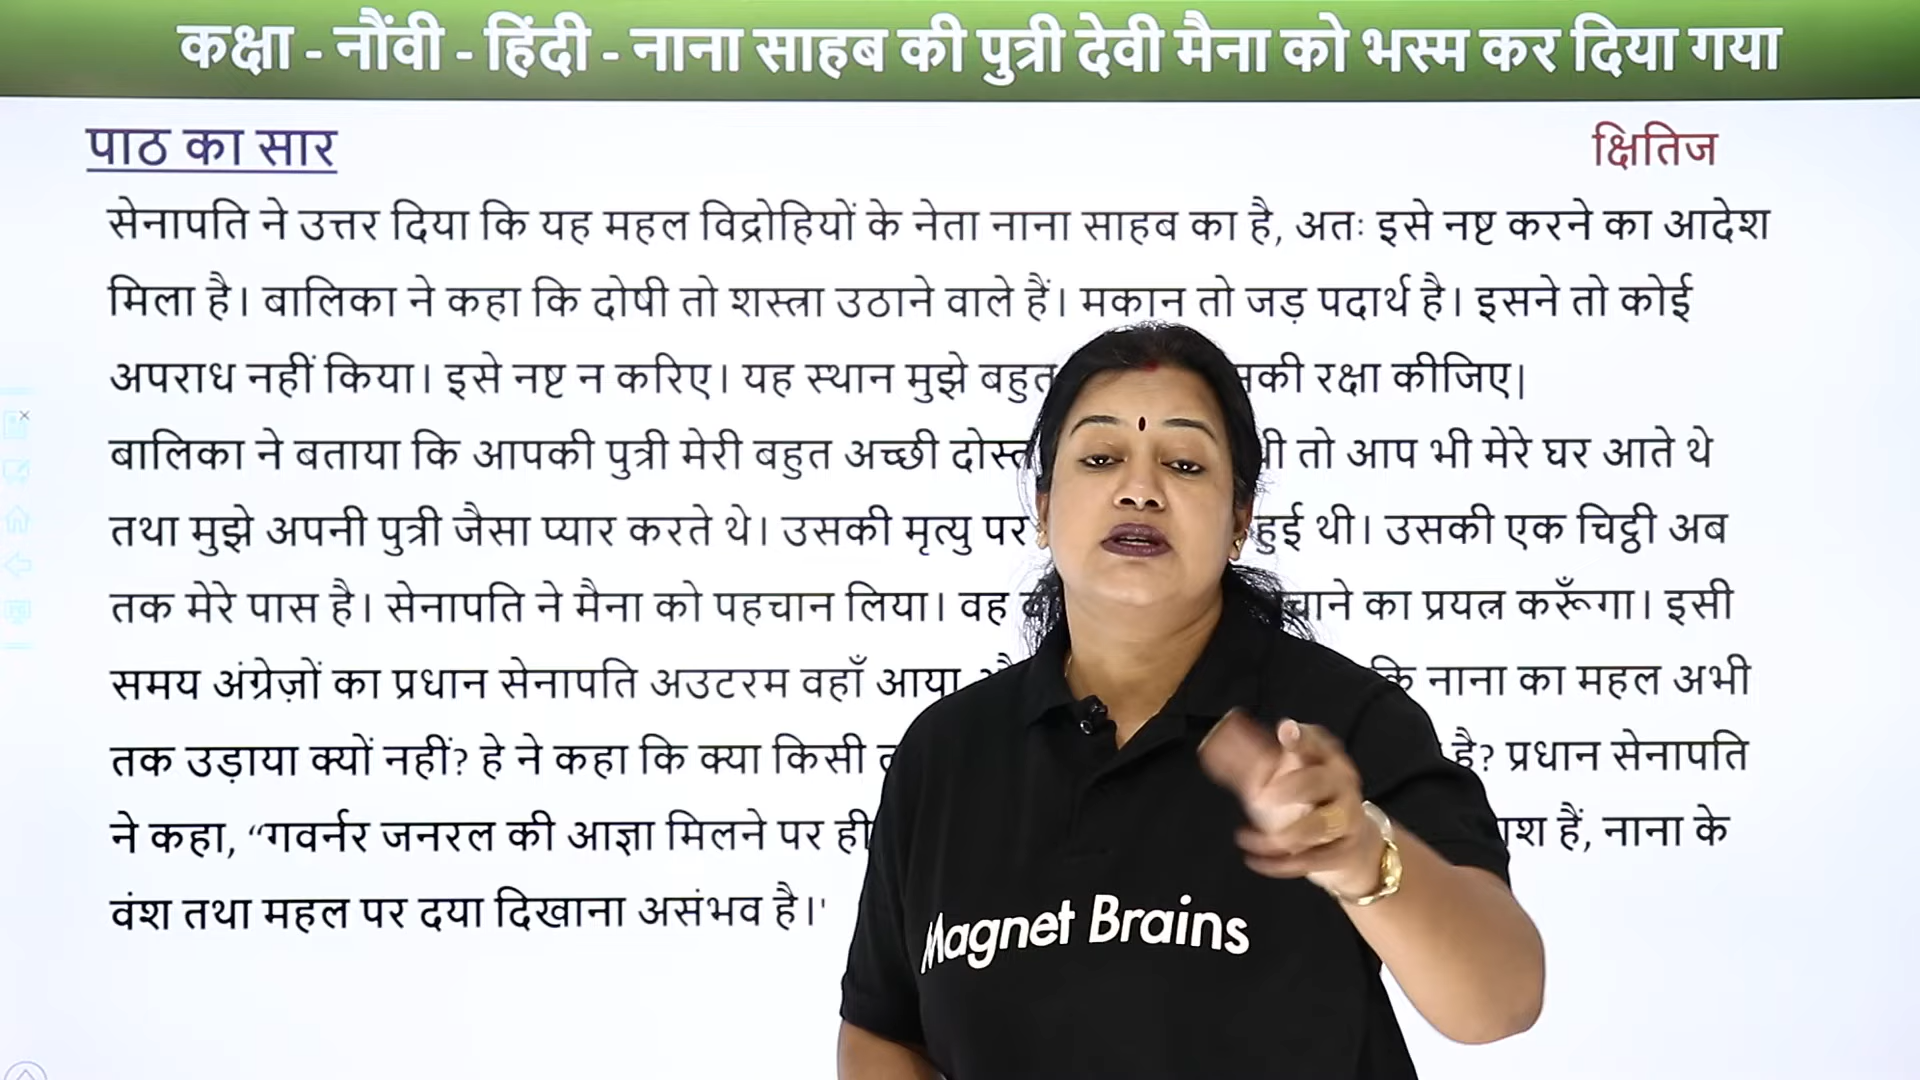 कक्षा - नौंवी - हिंदी - नाना साहब की पुत्री देवी मैना को भस्म कर दिया गया
पाठ का सार
क्षितिज
सेनापति ने उत्तर दिया कि यह महल विद्रोहियों के नेता नाना साहब का है, अतः इसे नष्ट करने का आदेश
मिला है। बालिका ने कहा कि दोषी तो शस्त्रा उठाने वाले हैं। मकान तो जड़ पदार्थ है। इसने तो कोई
अपराध नहीं किया। इसे नष्ट न करिए। यह स्थान मुझे बहुत रक्षा कीजिए|
बालिका ने बताया कि आपकी पुत्री मेरी बहुत अच्छी तो आप भी मेरे घर आते थे
तथा मुझे अपनी पुत्री जैसा प्यार करते थे। उसकी मृत्यु पर हुई थी। उसकी एक चिट्ठी अब
तक मेरे पास है। सेनापति ने मैना को पहचान लिया। वह का प्रयत्न करूँगा। इसी
समय अंग्रेज़ों का प्रधान सेनापति अउटरम वहाँ आया कि नाना का महल अभी
तक उड़ाया क्यों नहीं? हे ने कहा कि क्या किसी है? प्रधान सेनापति
ने कहा, “गवर्नर जनरल की आज्ञा मिलने पर ही हैं, नाना के
वंश तथा महल पर दया दिखाना असंभव है।'
Magnet Brains